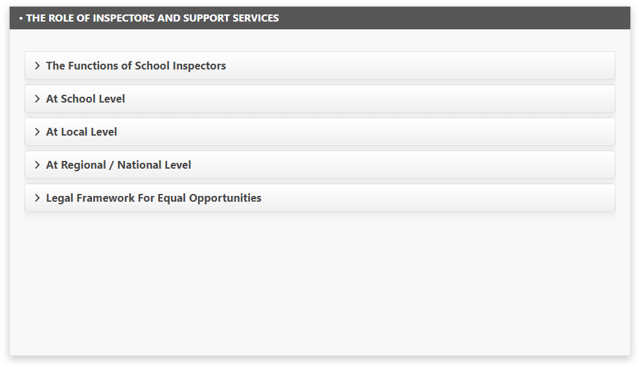 • THE ROLE OF INSPECTORS AND SUPPORT SERVICES
The Functions of School Inspectors
At School Level
At Local Level
At Regional / National Level
Legal Framework For Equal Opportunities